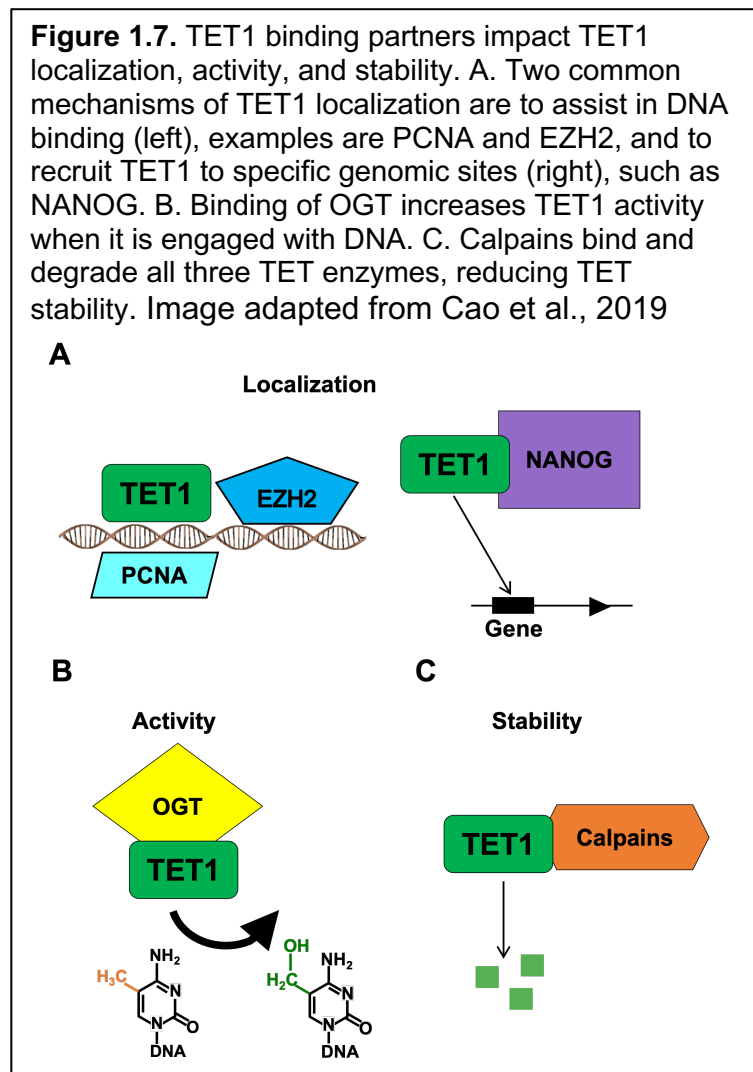 Figure 1.7. TET1 binding partners impact TET1
localization, activity, and stability. A. Two common
mechanisms of TET1 localization are to assist in DNA
binding (left), examples are PCNA and EZH2, and to
recruit TET1 to specific genomic sites (right), such as
NANOG. B. Binding of OGT increases TET1 activity
when it is engaged with DNA. C. Calpains bind and
degrade all three TET enzymes, reducing TET
stability. Image adapted from Cao et al., 2019
A
Localization
TET1
EZH2
PCNA
TET1
NANOG
Gene
B
Activity
OGT
TET1
H₃C
NH₂
N
N
O
DNA
OH
H₂C
NH₂
N
N
O
DNA
C
Stability
TET1
Calpains